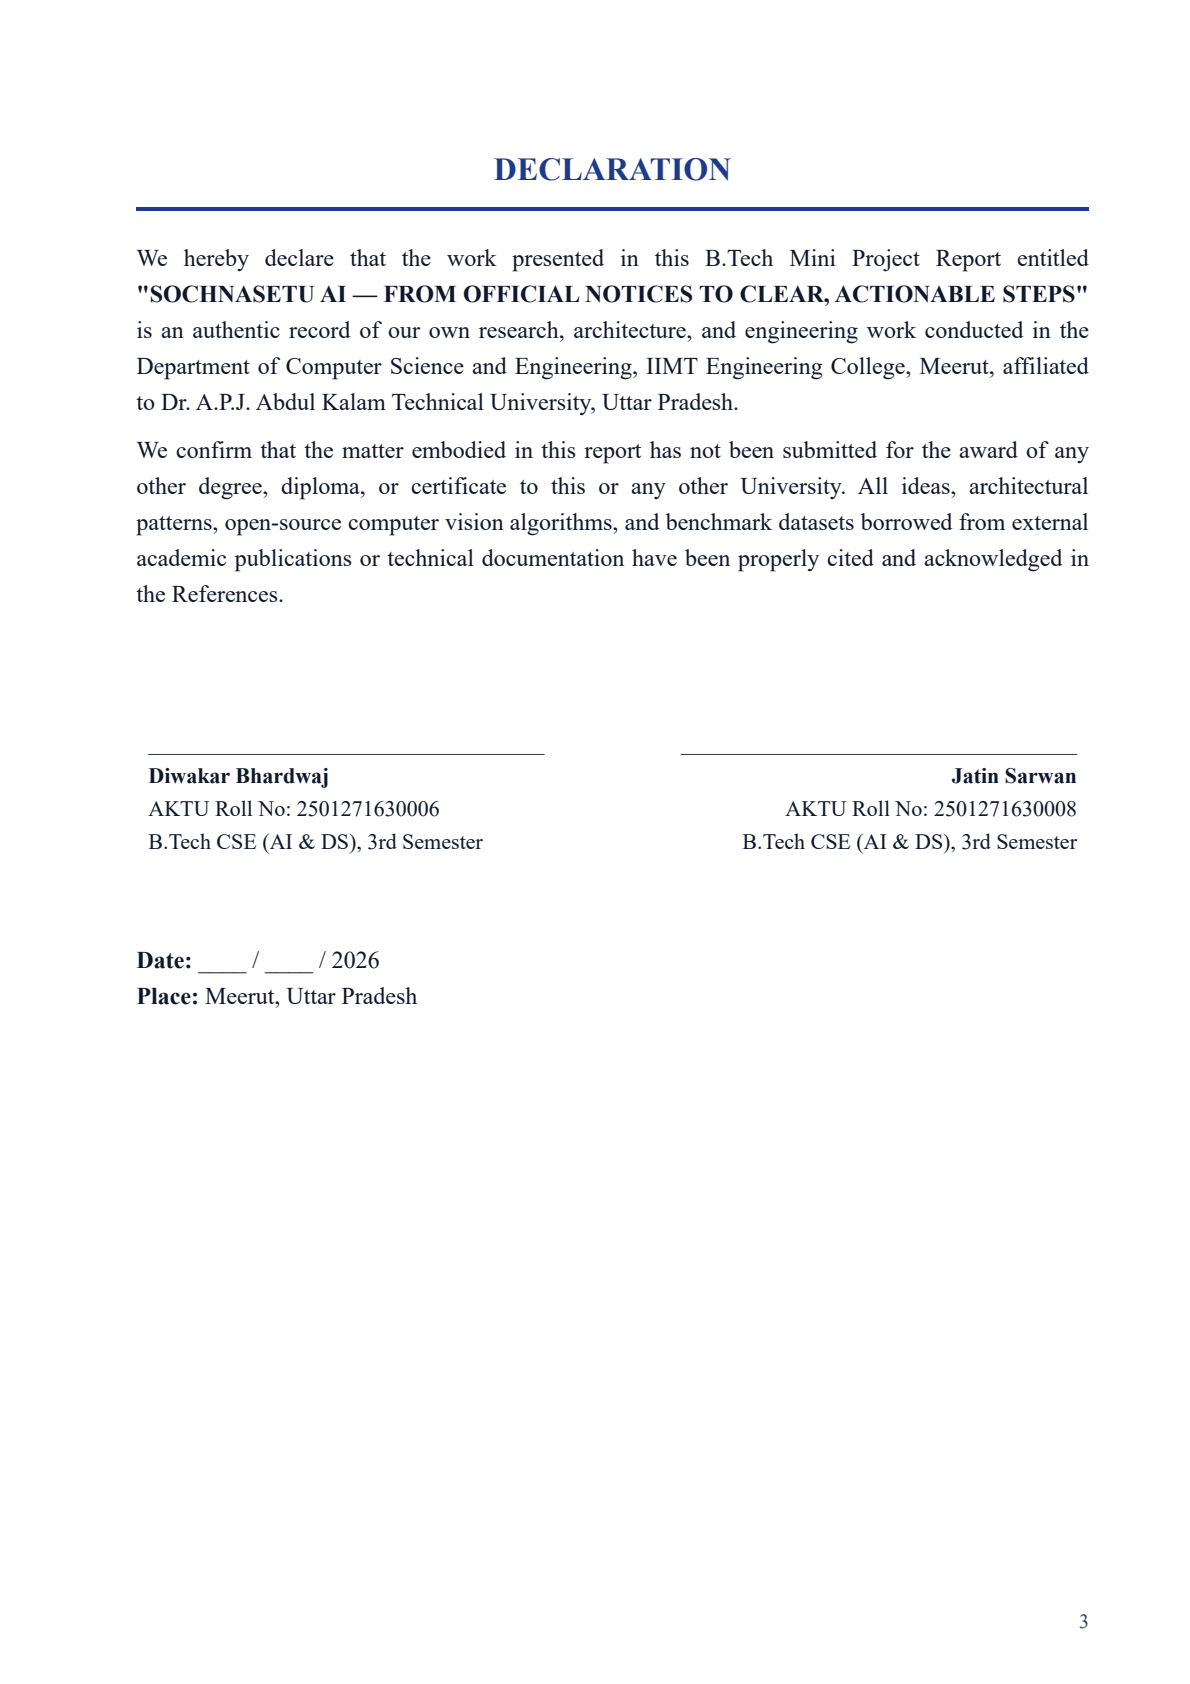 DECLARATION
We hereby declare that the work presented in this B.Tech Mini Project Report entitled
"SOCHNASETU AI — FROM OFFICIAL NOTICES TO CLEAR, ACTIONABLE STEPS"
is an authentic record of our own research, architecture, and engineering work conducted in the
Department of Computer Science and Engineering, IIMT Engineering College, Meerut, affiliated
to Dr. A.P.J. Abdul Kalam Technical University, Uttar Pradesh.
We confirm that the matter embodied in this report has not been submitted for the award of any
other degree, diploma, or certificate to this or any other University. All ideas, architectural
patterns, open-source computer vision algorithms, and benchmark datasets borrowed from external
academic publications or technical documentation have been properly cited and acknowledged in
the References.
Diwakar Bhardwaj
AKTU Roll No: 2501271630006
B.Tech CSE (AI & DS), 3rd Semester
Jatin Sarwan
AKTU Roll No: 2501271630008
B.Tech CSE (AI & DS), 3rd Semester
Date: ____ / ____ / 2026
Place: Meerut, Uttar Pradesh
3